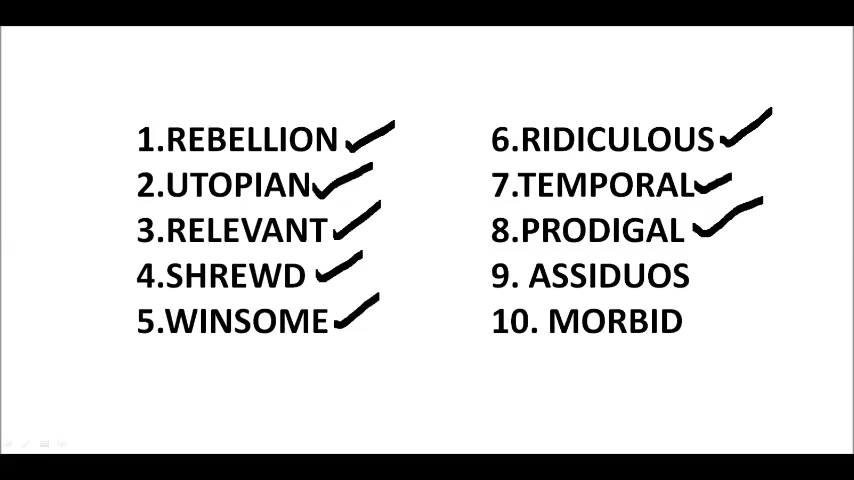 1.REBELLION
2.UTOPIAN
3.RELEVANT
4.SHREWD
5.WINSOME
6.RIDICULOUS
7.TEMPORAL
8.PRODIGAL
9. ASSIDUOS
10. MORBID